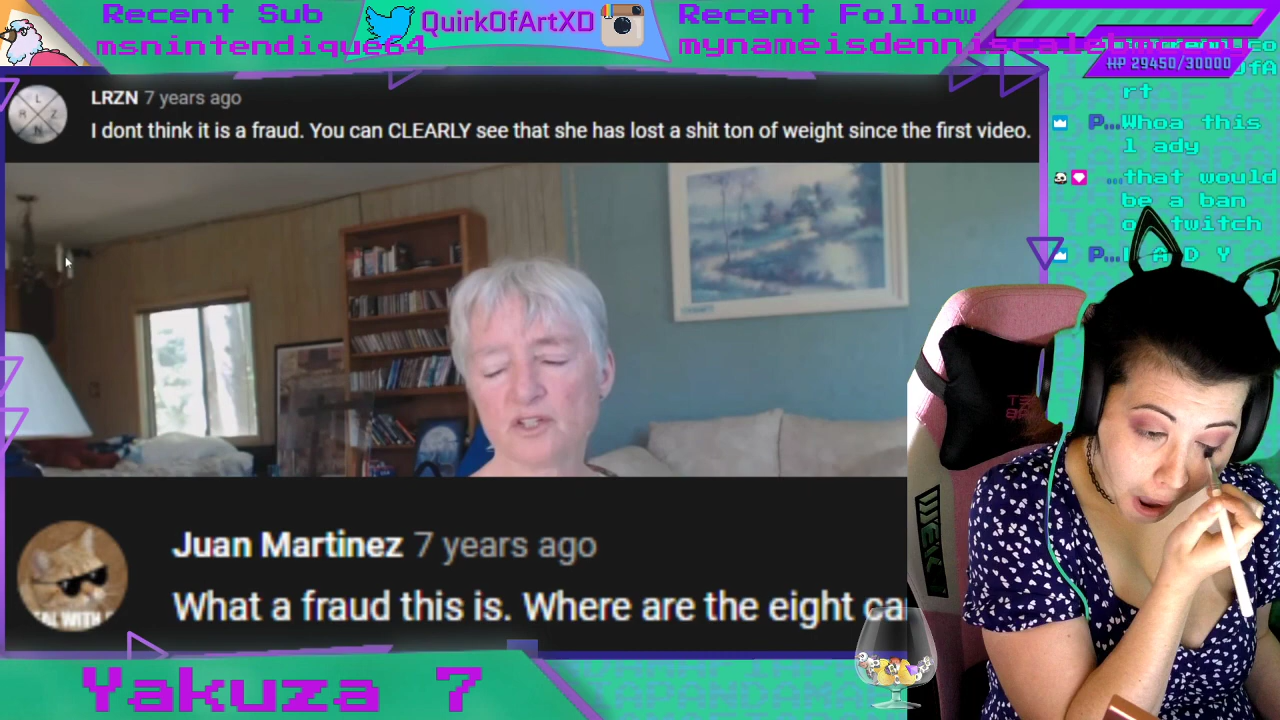 Recent Sub
msnintendique64
QuirkOfArtXD
Recent Follow
HP 29450/30000
rt
P...Whoa this
l ady
...that would
be a ban
on twitch
P...L A D Y
LRZN 7 years ago
I dont think it is a fraud. You can CLEARLY see that she has lost a shit ton of weight since the first video.
Juan Martinez 7 years ago
What a fraud this is. Where are the eight ca
Yakuza 7